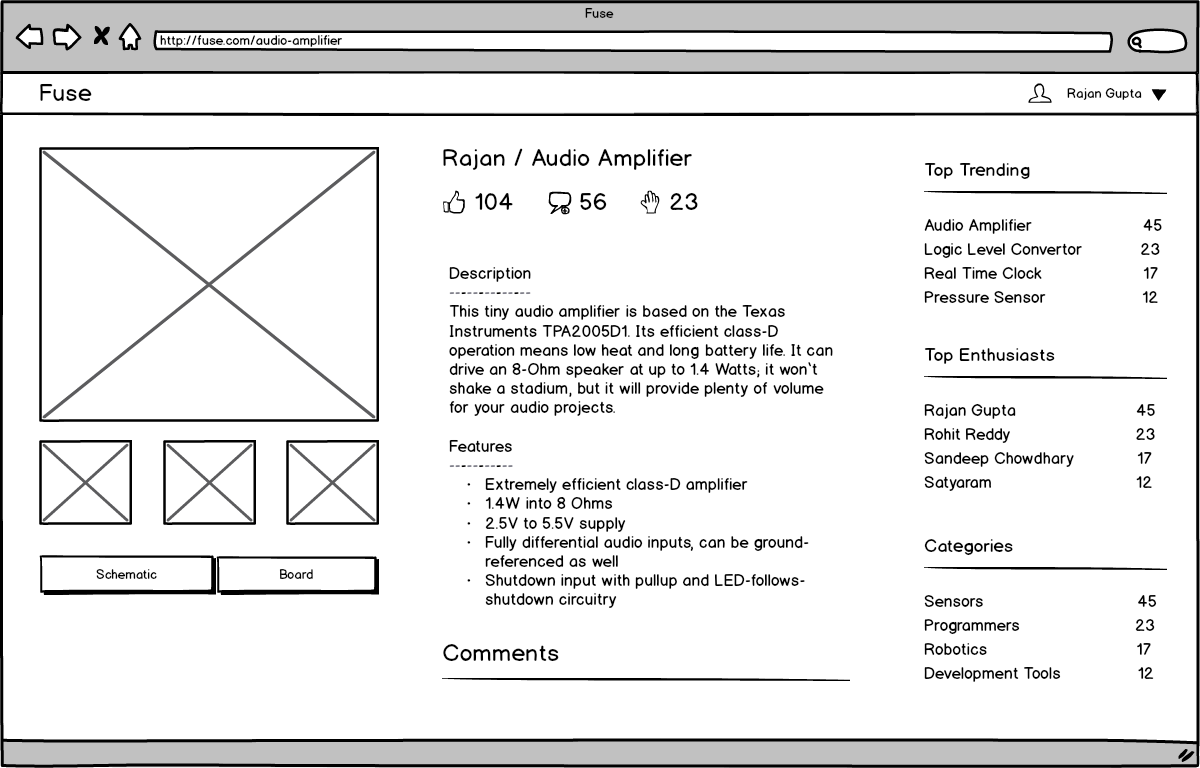 Fuse
http://fuse.com/audio-amplifier
Fuse
Rajan Gupta
Schematic
Board
Rajan / Audio Amplifier
104 56 23
Description
This tiny audio amplifier is based on the Texas
Instruments TPA2005D1. Its efficient class-D
operation means low heat and long battery life. It can
drive an 8-Ohm speaker at up to 1.4 Watts; it won`t
shake a stadium, but it will provide plenty of volume
for your audio projects.
Features
· Extremely efficient class-D amplifier
· 1.4W into 8 Ohms
· 2.5V to 5.5V supply
· Fully differential audio inputs, can be ground-
referenced as well
· Shutdown input with pullup and LED-follows-
shutdown circuitry
Comments
Top Trending
Audio Amplifier 45
Logic Level Convertor 23
Real Time Clock 17
Pressure Sensor 12
Top Enthusiasts
Rajan Gupta 45
Rohit Reddy 23
Sandeep Chowdhary 17
Satyaram 12
Categories
Sensors 45
Programmers 23
Robotics 17
Development Tools 12